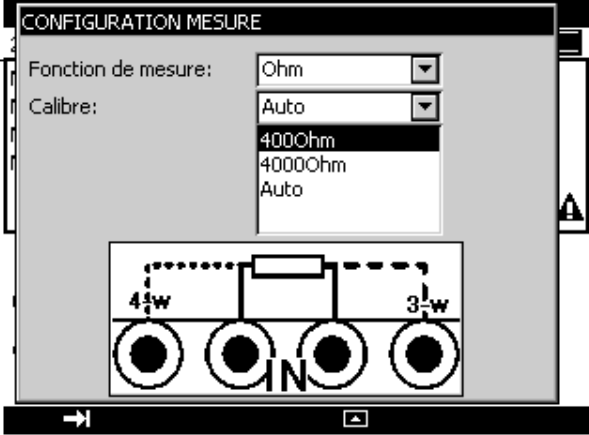 CONFIGURATION MESURE
Fonction de mesure: Ohm
Calibre: Auto
400Ohm
4000Ohm
Auto
4-w 3-w
IN